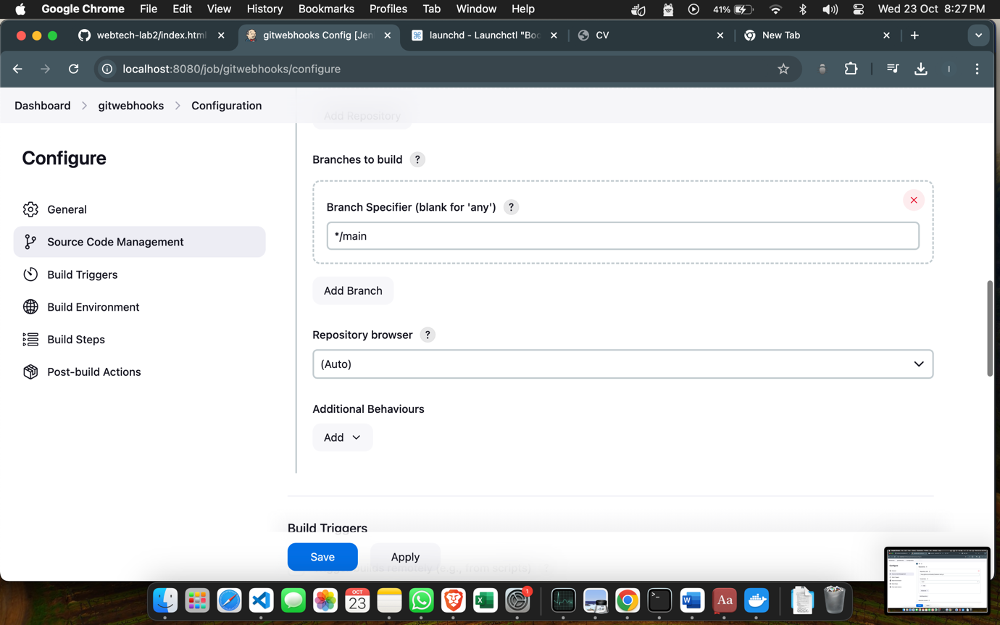 Google Chrome File Edit View History Bookmarks Profiles Tab Window Help 41% Wed 23 Oct 8:27 PM
webtech-lab2/index.html gitwebhooks Config [Jen launchd - Launchctl "Boo CV New Tab
localhost:8080/job/gitwebhooks/configure
Dashboard gitwebhooks Configuration
Add Repository
Configure
General
Source Code Management
Build Triggers
Build Environment
Build Steps
Post-build Actions
Branches to build ?
Branch Specifier (blank for 'any') ?
*/main
Add Branch
Repository browser ?
(Auto)
Additional Behaviours
Add
Build Triggers
Save Apply
builds remotely (e.g., from scripts)
OCT
23
1
Aa
DOCX